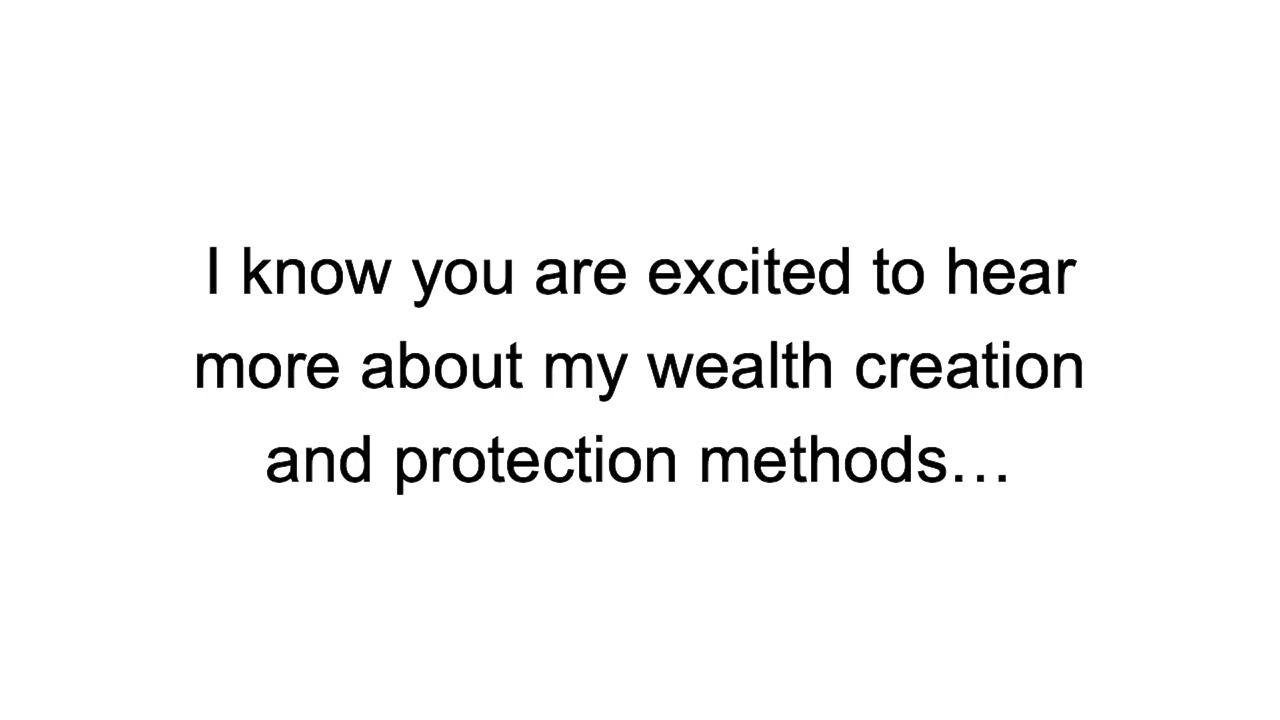 I know you are excited to hear
more about my wealth creation
and protection methods…